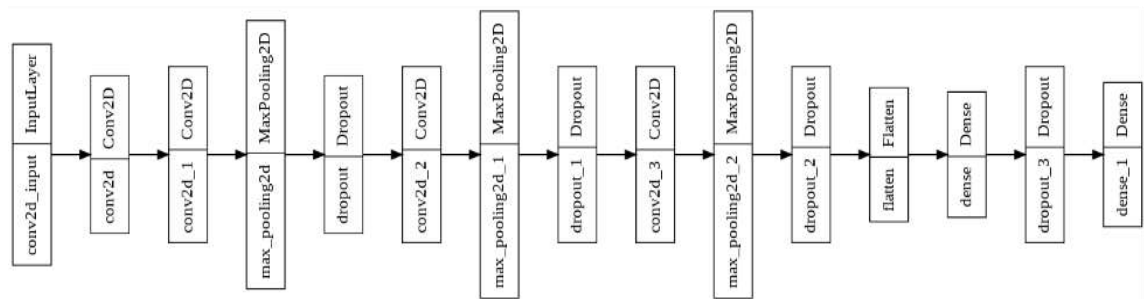 conv2d_input InputLayer
conv2d Conv2D
conv2d_1 Conv2D
max_pooling2d MaxPooling2D
dropout Dropout
conv2d_2 Conv2D
max_pooling2d_1 MaxPooling2D
dropout_1 Dropout
conv2d_3 Conv2D
max_pooling2d_2 MaxPooling2D
dropout_2 Dropout
flatten Flatten
dense Dense
dropout_3 Dropout
dense_1 Dense